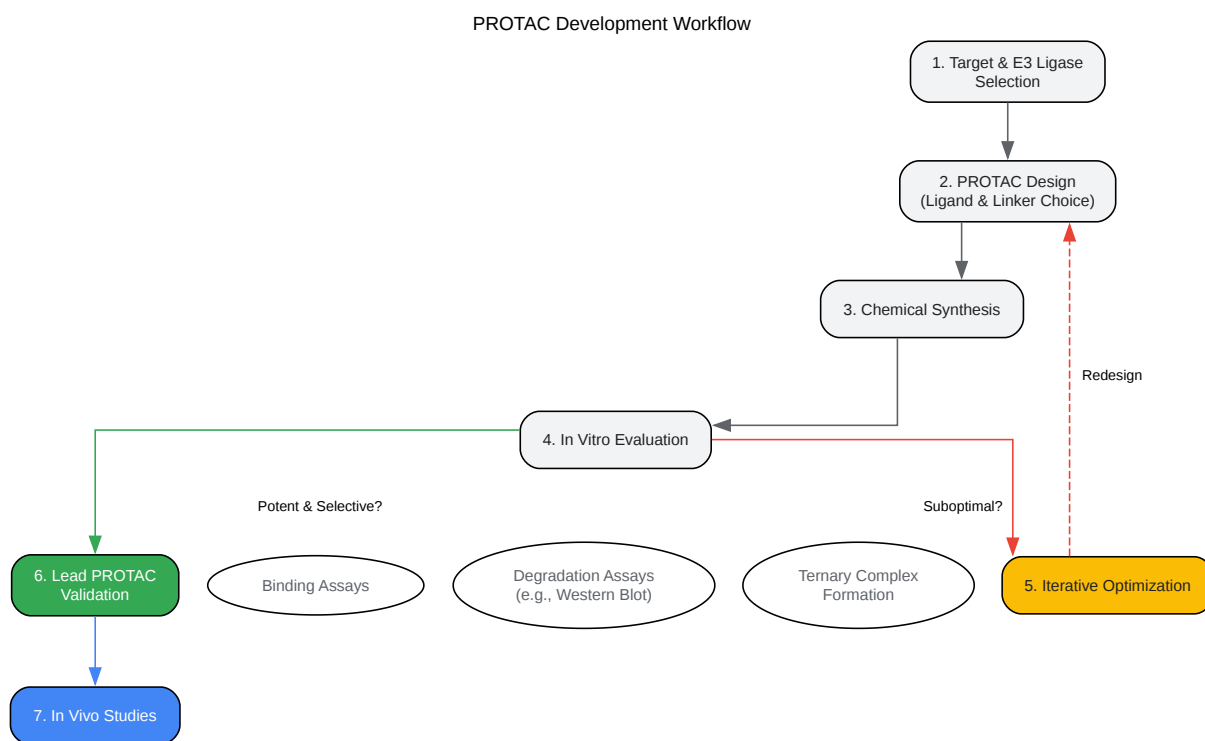 PROTAC Development Workflow
1. Target & E3 Ligase
Selection
2. PROTAC Design
(Ligand & Linker Choice)
3. Chemical Synthesis
Redesign
4. In Vitro Evaluation
Potent & Selective?
Suboptimal?
6. Lead PROTAC
Validation
Binding Assays
Degradation Assays
(e.g., Western Blot)
Ternary Complex
Formation
5. Iterative Optimization
7. In Vivo Studies